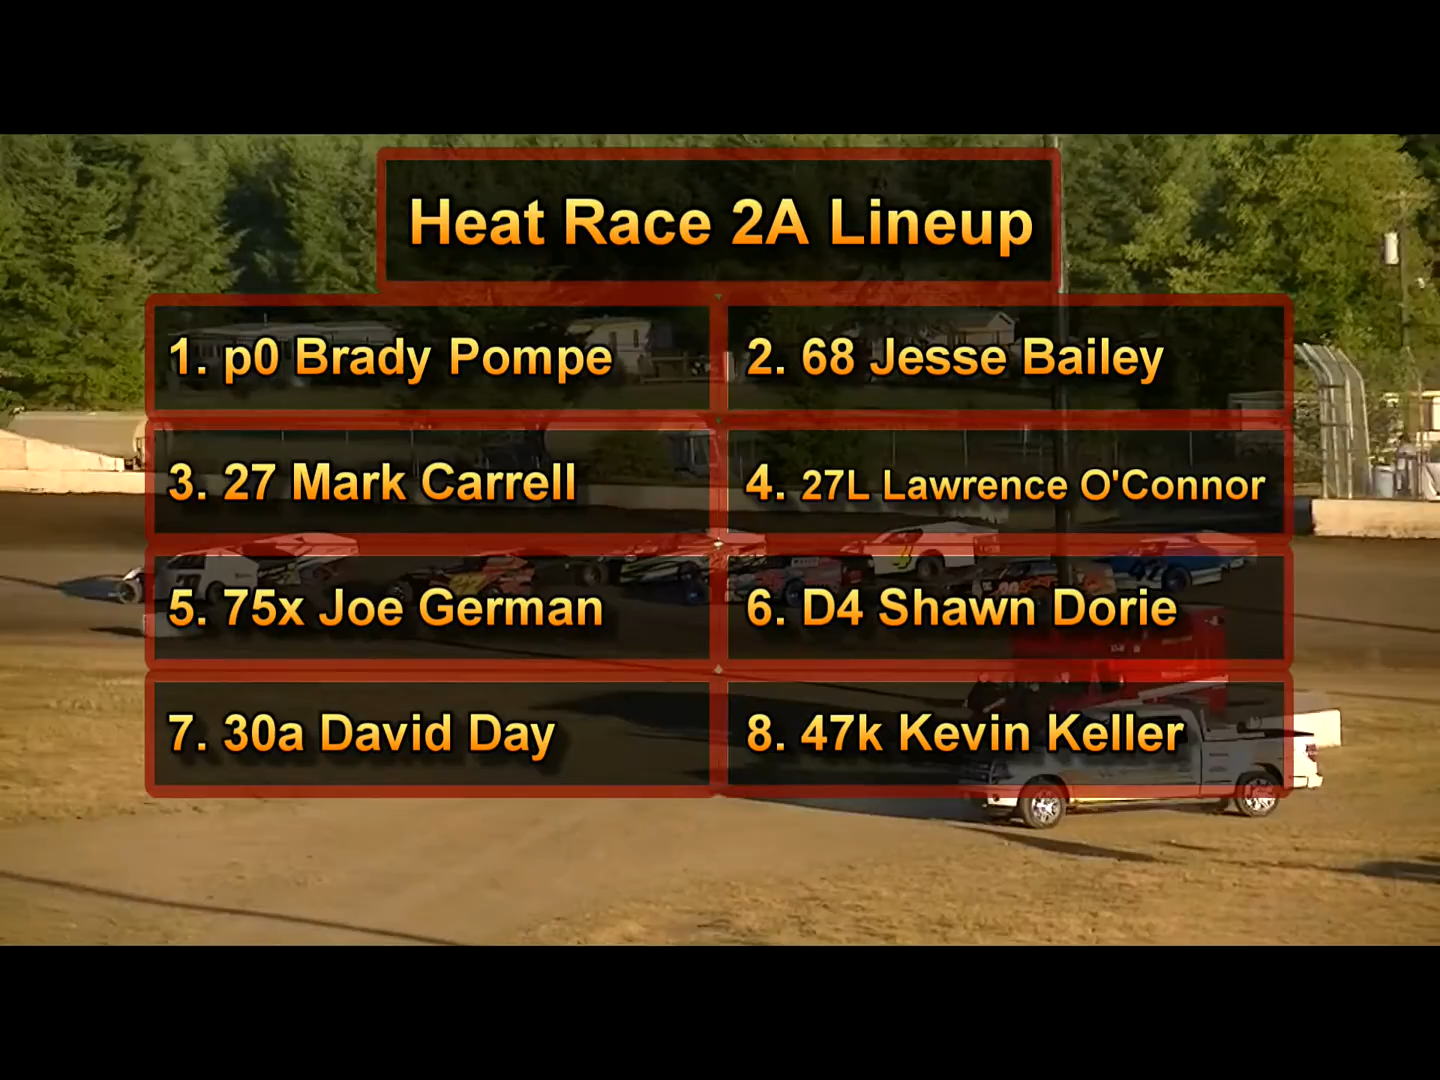 Heat Race 2A Lineup
1. p0 Brady Pompe
2. 68 Jesse Bailey
3. 27 Mark Carrell
4. 27L Lawrence O'Connor
5. 75x Joe German
6. D4 Shawn Dorie
7. 30a David Day
8. 47k Kevin Keller